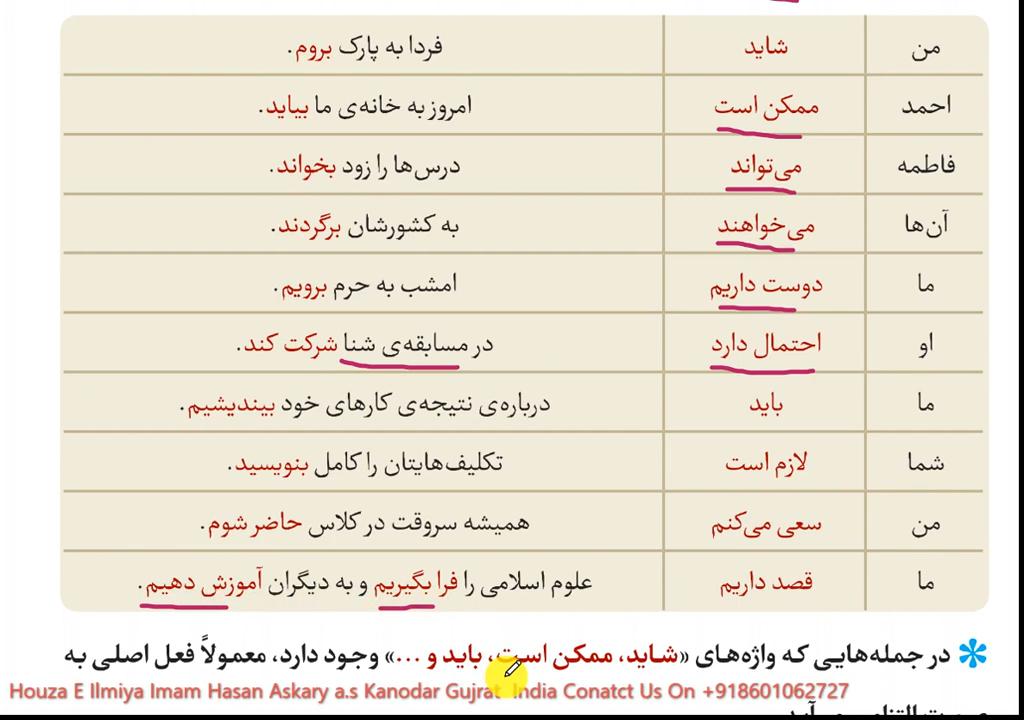 من شاید فردا به پارک بروم.
احمد ممکن است امروز به خانه‌ی ما بیاید.
فاطمه می‌تواند درس‌ها را زود بخواند.
آن‌ها می‌خواهند به کشورشان برگردند.
ما دوست داریم امشب به حرم برویم.
او احتمال دارد در مسابقه‌ی شنا شرکت کند.
ما باید درباره‌ی نتیجه‌ی کارهای خود بیندیشیم.
شما لازم است تکلیف‌هایتان را کامل بنویسید.
من سعی می‌کنم همیشه سروقت در کلاس حاضر شوم.
ما قصد داریم علوم اسلامی را فرا بگیریم و به دیگران آموزش دهیم.
در جمله‌هایی که واژه‌های «شاید، ممکن است، باید و ...» وجود دارد، معمولاً فعل اصلی به
Houza E Ilmiya Imam Hasan Askary a.s Kanodar Gujrat India Conatct Us On +918601062727